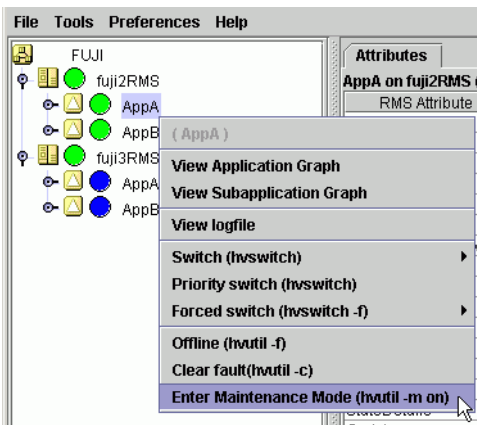 File Tools Preferences Help
FUJI
Attributes
fuji2RMS
AppA on fuji2RMS
AppA
RMS Attribute
AppB
( AppA )
fuji3RMS
View Application Graph
AppA
View Subapplication Graph
AppB
View logfile
Switch (hvswitch)
Priority switch (hvswitch)
Forced switch (hvswitch -f)
Offline (hvutil -f)
Clear fault(hvutil -c)
Enter Maintenance Mode (hvutil -m on)